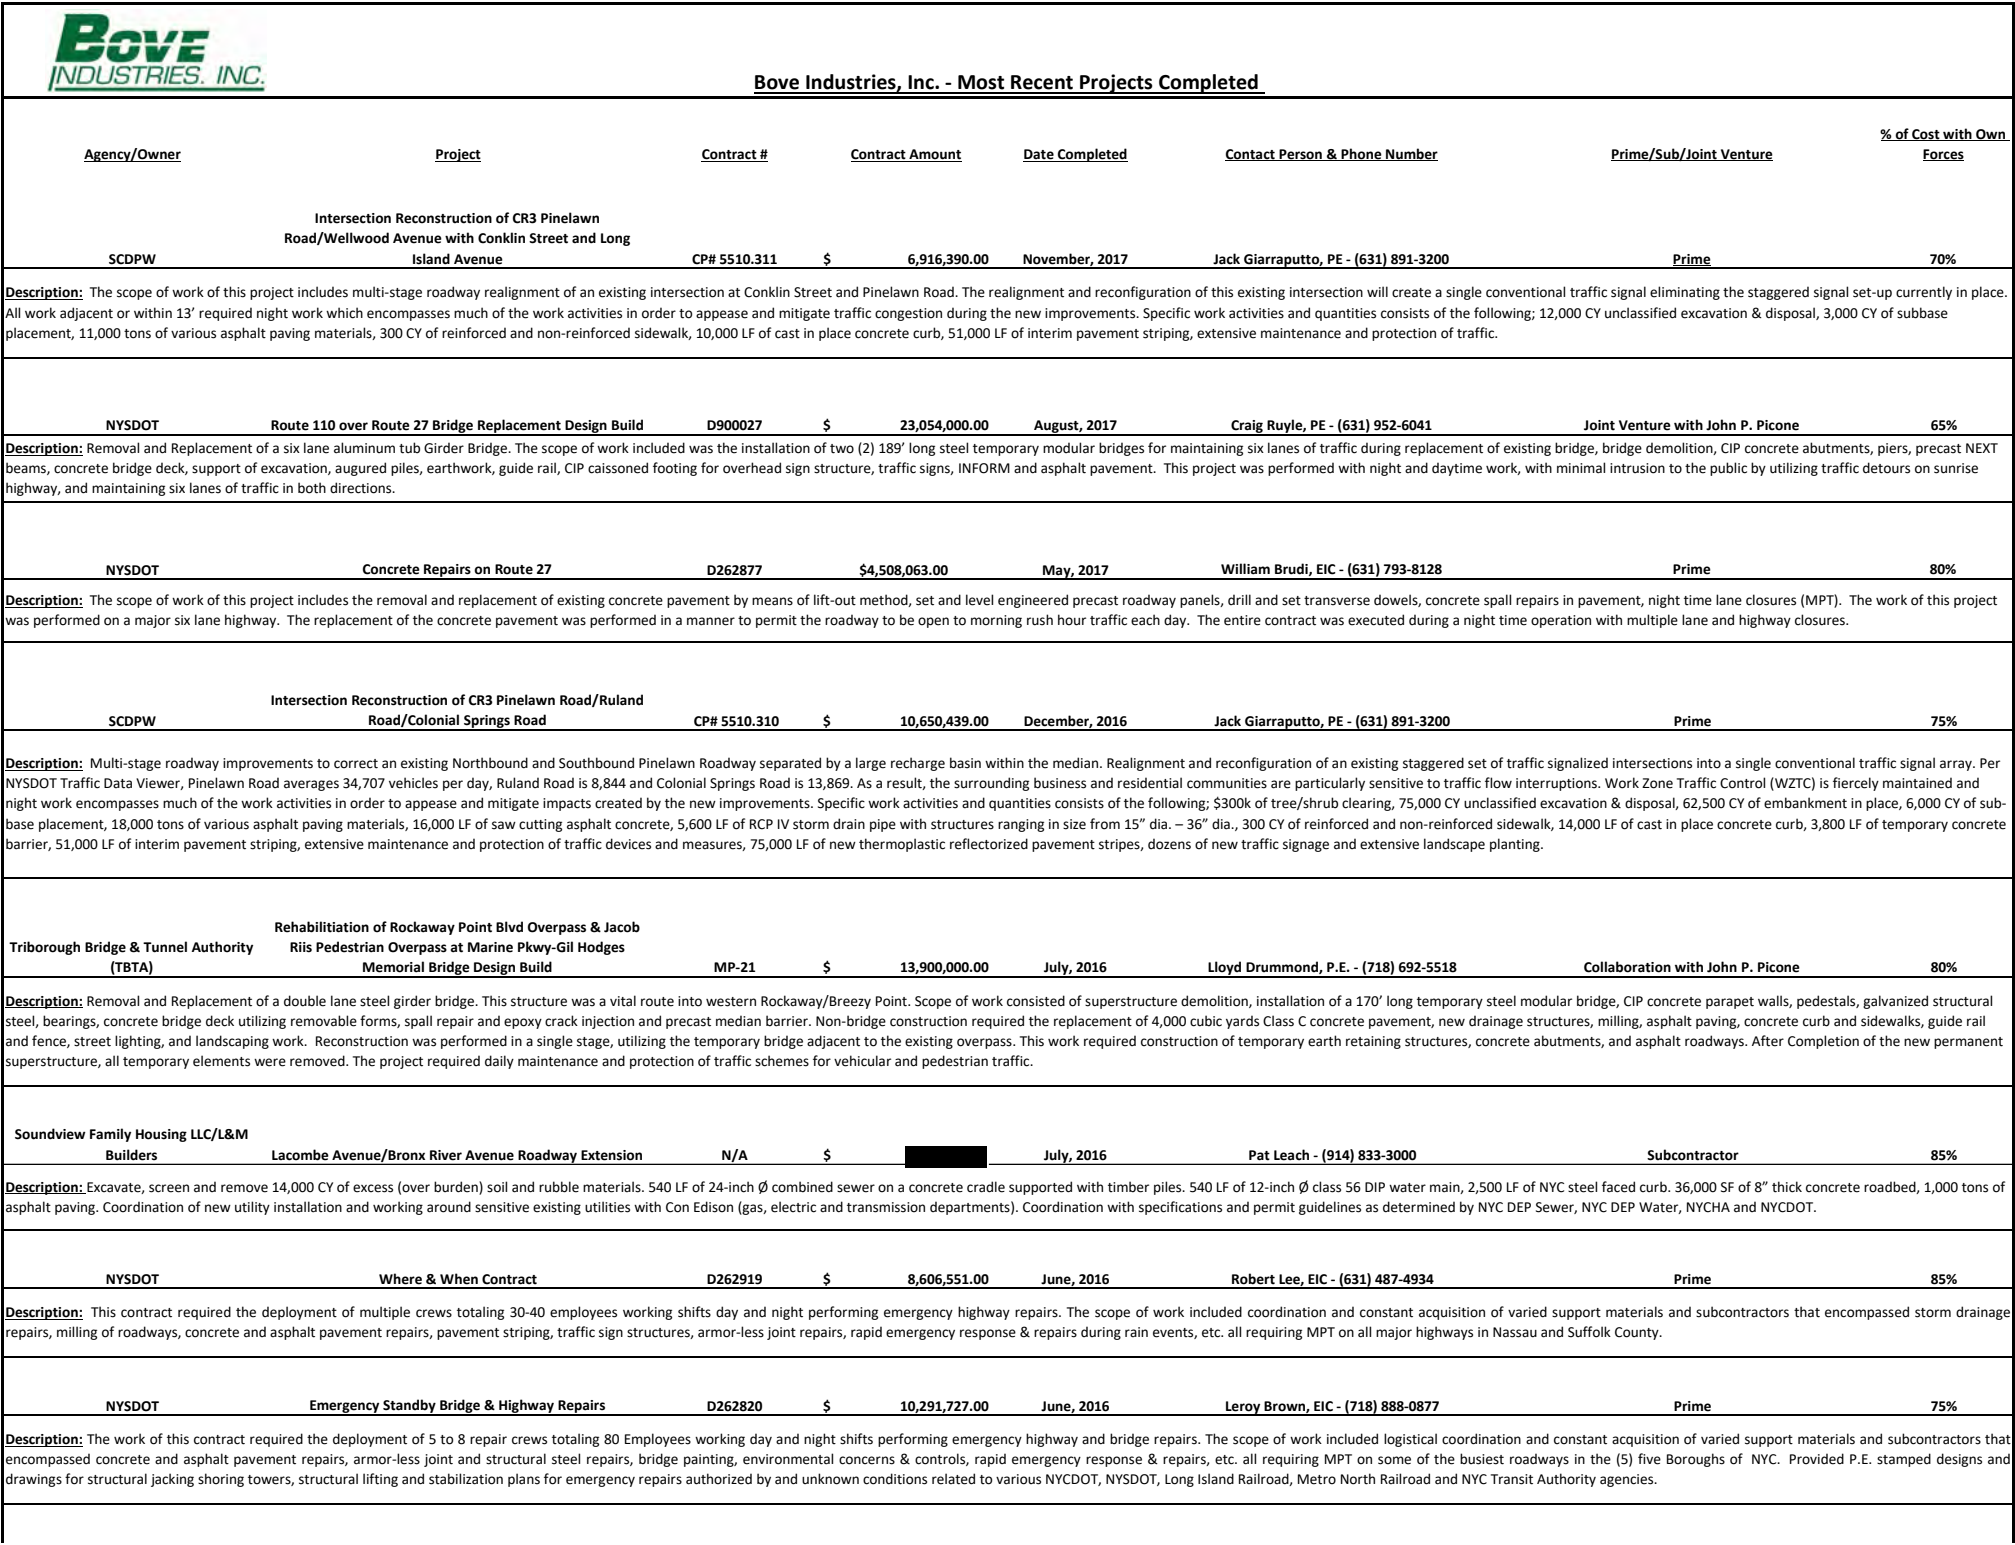 BOVE
INDUSTRIES. INC.
Bove Industries, Inc. - Most Recent Projects Completed
Agency/Owner Project Contract # Contract Amount Date Completed Contact Person & Phone Number Prime/Sub/Joint Venture % of Cost with Own Forces
Intersection Reconstruction of CR3 Pinelawn
Road/Wellwood Avenue with Conklin Street and Long
SCDPW Island Avenue CP# 5510.311 $ 6,916,390.00 November, 2017 Jack Giarraputto, PE - (631) 891-3200 Prime 70%
Description: The scope of work of this project includes multi-stage roadway realignment of an existing intersection at Conklin Street and Pinelawn Road. The realignment and reconfiguration of this existing intersection will create a single conventional traffic signal eliminating the staggered signal set-up currently in place.
All work adjacent or within 13’ required night work which encompasses much of the work activities in order to appease and mitigate traffic congestion during the new improvements. Specific work activities and quantities consists of the following; 12,000 CY unclassified excavation & disposal, 3,000 CY of subbase
placement, 11,000 tons of various asphalt paving materials, 300 CY of reinforced and non-reinforced sidewalk, 10,000 LF of cast in place concrete curb, 51,000 LF of interim pavement striping, extensive maintenance and protection of traffic.
NYSDOT Route 110 over Route 27 Bridge Replacement Design Build D900027 $ 23,054,000.00 August, 2017 Craig Ruyle, PE - (631) 952-6041 Joint Venture with John P. Picone 65%
Description: Removal and Replacement of a six lane aluminum tub Girder Bridge. The scope of work included was the installation of two (2) 189’ long steel temporary modular bridges for maintaining six lanes of traffic during replacement of existing bridge, bridge demolition, CIP concrete abutments, piers, precast NEXT
beams, concrete bridge deck, support of excavation, augured piles, earthwork, guide rail, CIP caissoned footing for overhead sign structure, traffic signs, INFORM and asphalt pavement. This project was performed with night and daytime work, with minimal intrusion to the public by utilizing traffic detours on sunrise
highway, and maintaining six lanes of traffic in both directions.
NYSDOT Concrete Repairs on Route 27 D262877 $4,508,063.00 May, 2017 William Brudi, EIC - (631) 793-8128 Prime 80%
Description: The scope of work of this project includes the removal and replacement of existing concrete pavement by means of lift-out method, set and level engineered precast roadway panels, drill and set transverse dowels, concrete spall repairs in pavement, night time lane closures (MPT). The work of this project
was performed on a major six lane highway. The replacement of the concrete pavement was performed in a manner to permit the roadway to be open to morning rush hour traffic each day. The entire contract was executed during a night time operation with multiple lane and highway closures.
Intersection Reconstruction of CR3 Pinelawn Road/Ruland
SCDPW Road/Colonial Springs Road CP# 5510.310 $ 10,650,439.00 December, 2016 Jack Giarraputto, PE - (631) 891-3200 Prime 75%
Description: Multi-stage roadway improvements to correct an existing Northbound and Southbound Pinelawn Roadway separated by a large recharge basin within the median. Realignment and reconfiguration of an existing staggered set of traffic signalized intersections into a single conventional traffic signal array. Per
NYSDOT Traffic Data Viewer, Pinelawn Road averages 34,707 vehicles per day, Ruland Road is 8,844 and Colonial Springs Road is 13,869. As a result, the surrounding business and residential communities are particularly sensitive to traffic flow interruptions. Work Zone Traffic Control (WZTC) is fiercely maintained and
night work encompasses much of the work activities in order to appease and mitigate impacts created by the new improvements. Specific work activities and quantities consists of the following; $300k of tree/shrub clearing, 75,000 CY unclassified excavation & disposal, 62,500 CY of embankment in place, 6,000 CY of sub-
base placement, 18,000 tons of various asphalt paving materials, 16,000 LF of saw cutting asphalt concrete, 5,600 LF of RCP IV storm drain pipe with structures ranging in size from 15” dia. – 36” dia., 300 CY of reinforced and non-reinforced sidewalk, 14,000 LF of cast in place concrete curb, 3,800 LF of temporary concrete
barrier, 51,000 LF of interim pavement striping, extensive maintenance and protection of traffic devices and measures, 75,000 LF of new thermoplastic reflectorized pavement stripes, dozens of new traffic signage and extensive landscape planting.
Rehabilitiation of Rockaway Point Blvd Overpass & Jacob
Triborough Bridge & Tunnel Authority Riis Pedestrian Overpass at Marine Pkwy-Gil Hodges
(TBTA) Memorial Bridge Design Build MP-21 $ 13,900,000.00 July, 2016 Lloyd Drummond, P.E. - (718) 692-5518 Collaboration with John P. Picone 80%
Description: Removal and Replacement of a double lane steel girder bridge. This structure was a vital route into western Rockaway/Breezy Point. Scope of work consisted of superstructure demolition, installation of a 170’ long temporary steel modular bridge, CIP concrete parapet walls, pedestals, galvanized structural
steel, bearings, concrete bridge deck utilizing removable forms, spall repair and epoxy crack injection and precast median barrier. Non-bridge construction required the replacement of 4,000 cubic yards Class C concrete pavement, new drainage structures, milling, asphalt paving, concrete curb and sidewalks, guide rail
and fence, street lighting, and landscaping work. Reconstruction was performed in a single stage, utilizing the temporary bridge adjacent to the existing overpass. This work required construction of temporary earth retaining structures, concrete abutments, and asphalt roadways. After Completion of the new permanent
superstructure, all temporary elements were removed. The project required daily maintenance and protection of traffic schemes for vehicular and pedestrian traffic.
Soundview Family Housing LLC/L&M
Builders Lacombe Avenue/Bronx River Avenue Roadway Extension N/A $ July, 2016 Pat Leach - (914) 833-3000 Subcontractor 85%
Description: Excavate, screen and remove 14,000 CY of excess (over burden) soil and rubble materials. 540 LF of 24-inch Ø combined sewer on a concrete cradle supported with timber piles. 540 LF of 12-inch Ø class 56 DIP water main, 2,500 LF of NYC steel faced curb. 36,000 SF of 8” thick concrete roadbed, 1,000 tons of
asphalt paving. Coordination of new utility installation and working around sensitive existing utilities with Con Edison (gas, electric and transmission departments). Coordination with specifications and permit guidelines as determined by NYC DEP Sewer, NYC DEP Water, NYCHA and NYCDOT.
NYSDOT Where & When Contract D262919 $ 8,606,551.00 June, 2016 Robert Lee, EIC - (631) 487-4934 Prime 85%
Description: This contract required the deployment of multiple crews totaling 30-40 employees working shifts day and night performing emergency highway repairs. The scope of work included coordination and constant acquisition of varied support materials and subcontractors that encompassed storm drainage
repairs, milling of roadways, concrete and asphalt pavement repairs, pavement striping, traffic sign structures, armor-less joint repairs, rapid emergency response & repairs during rain events, etc. all requiring MPT on all major highways in Nassau and Suffolk County.
NYSDOT Emergency Standby Bridge & Highway Repairs D262820 $ 10,291,727.00 June, 2016 Leroy Brown, EIC - (718) 888-0877 Prime 75%
Description: The work of this contract required the deployment of 5 to 8 repair crews totaling 80 Employees working day and night shifts performing emergency highway and bridge repairs. The scope of work included logistical coordination and constant acquisition of varied support materials and subcontractors that
encompassed concrete and asphalt pavement repairs, armor-less joint and structural steel repairs, bridge painting, environmental concerns & controls, rapid emergency response & repairs, etc. all requiring MPT on some of the busiest roadways in the (5) five Boroughs of NYC. Provided P.E. stamped designs and
drawings for structural jacking shoring towers, structural lifting and stabilization plans for emergency repairs authorized by and unknown conditions related to various NYCDOT, NYSDOT, Long Island Railroad, Metro North Railroad and NYC Transit Authority agencies.